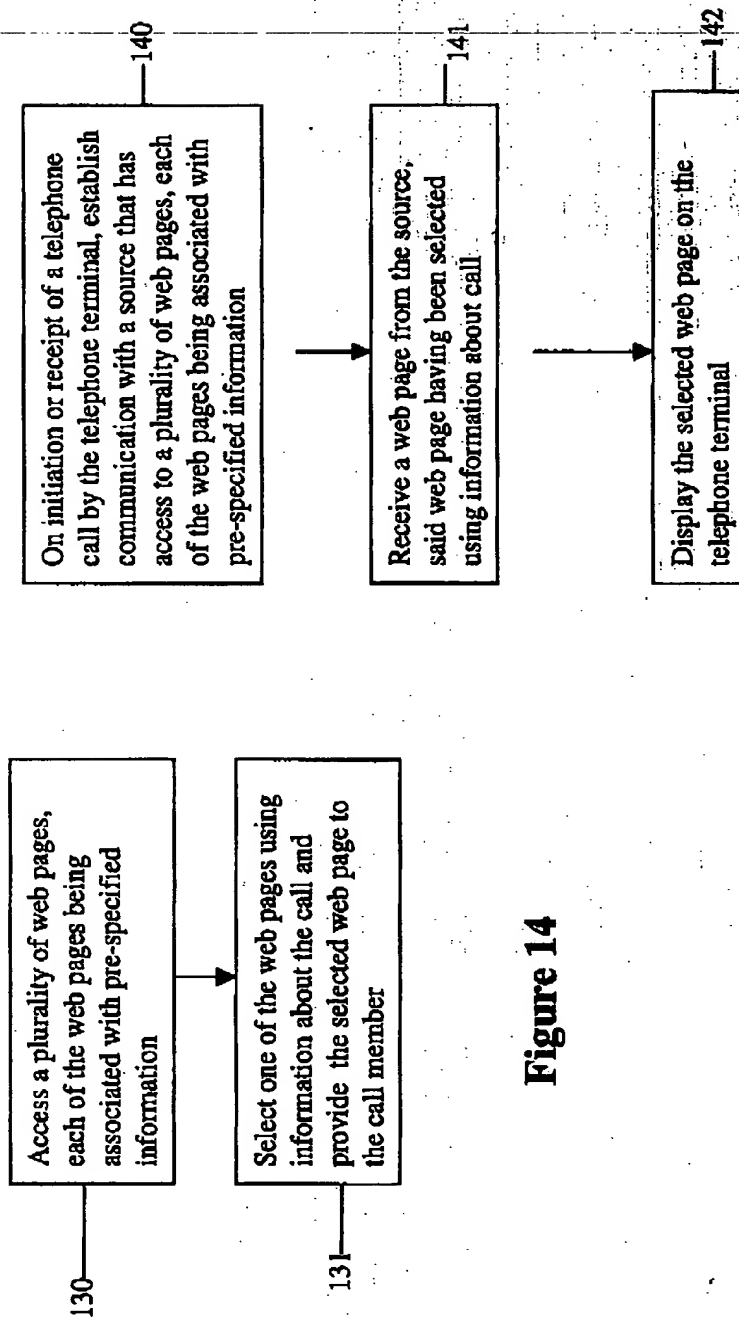 130
Access a plurality of web pages,
each of the web pages being
associated with pre-specified
information
131
Select one of the web pages using
information about the call and
provide the selected web page to
the call member
Figure 14
On initiation or receipt of a telephone
call by the telephone terminal, establish
communication with a source that has
access to a plurality of web pages, each
of the web pages being associated with
pre-specified information
140
Receive a web page from the source,
said web page having been selected
using information about call
141
Display the selected web page on the
telephone terminal
142